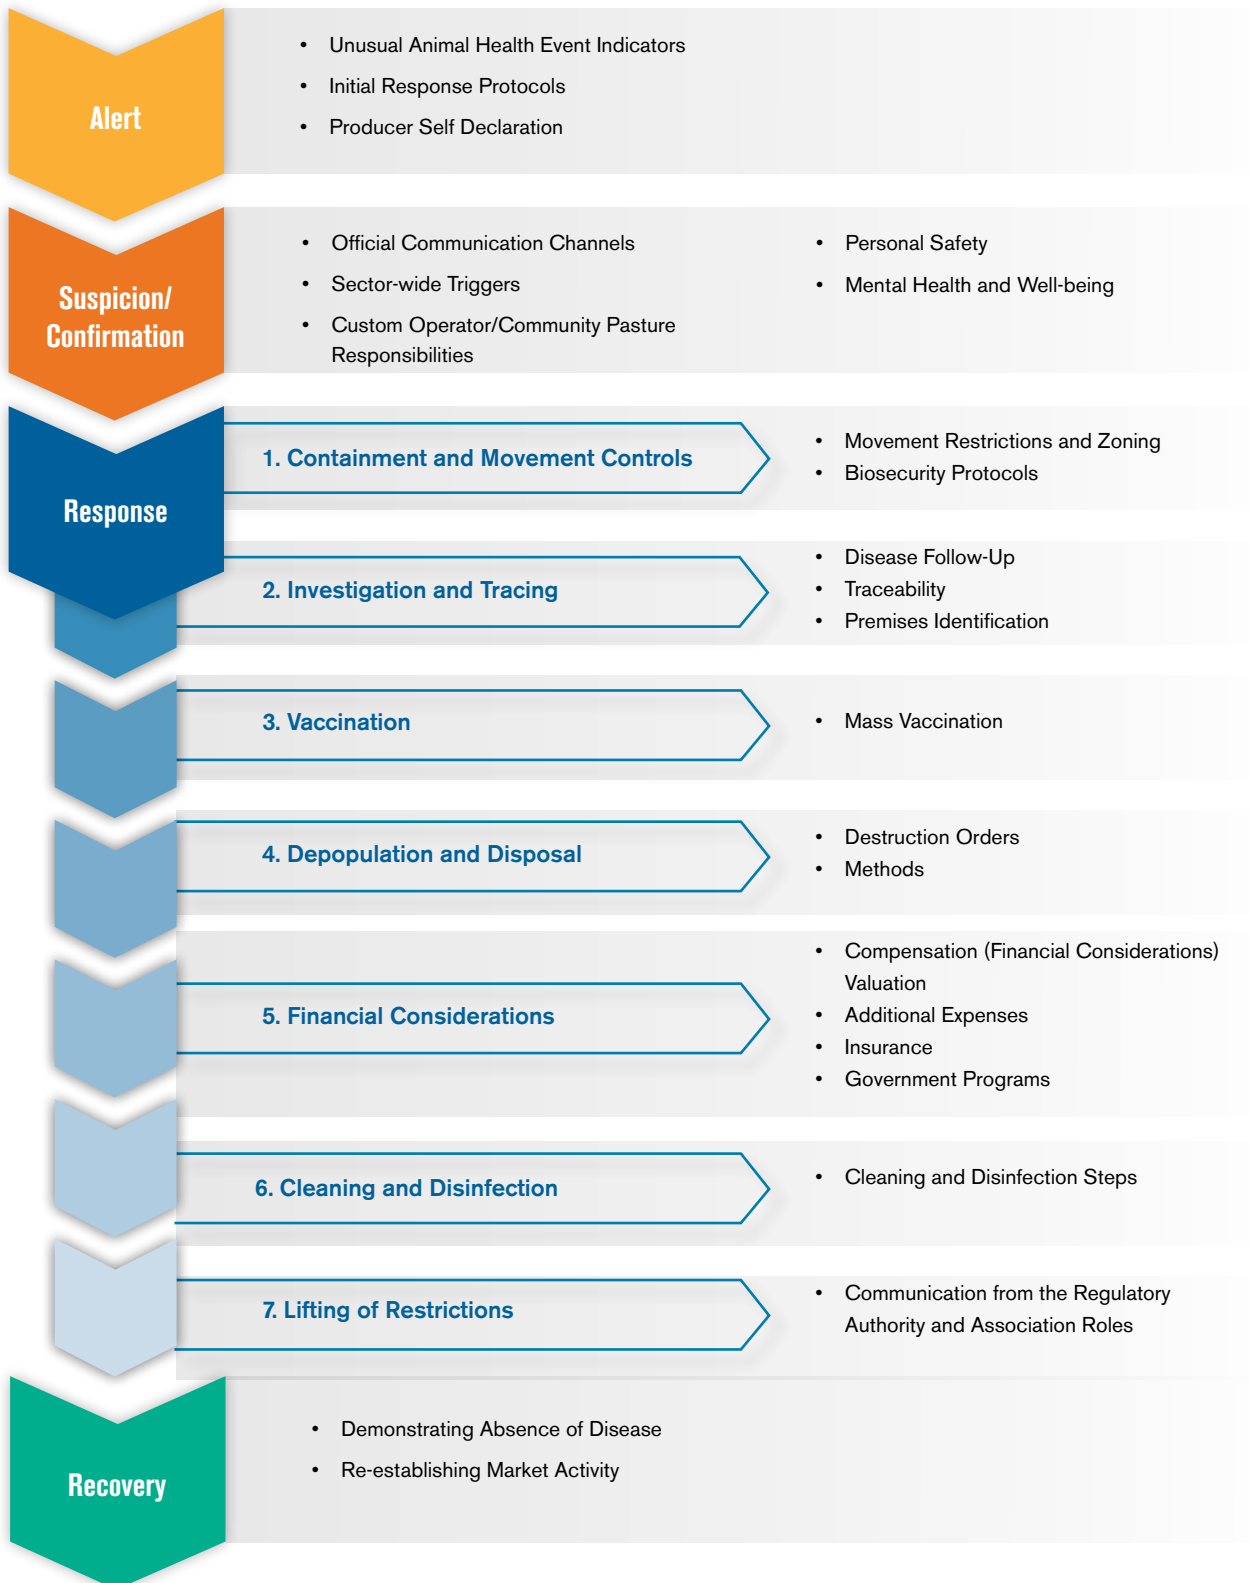 Alert
• Unusual Animal Health Event Indicators
• Initial Response Protocols
• Producer Self Declaration
Suspicion/
Confirmation
• Official Communication Channels
• Sector-wide Triggers
• Custom Operator/Community Pasture
Responsibilities
• Personal Safety
• Mental Health and Well-being
Response
1. Containment and Movement Controls
• Movement Restrictions and Zoning
• Biosecurity Protocols
2. Investigation and Tracing
• Disease Follow-Up
• Traceability
• Premises Identification
3. Vaccination
• Mass Vaccination
4. Depopulation and Disposal
• Destruction Orders
• Methods
5. Financial Considerations
• Compensation (Financial Considerations)
Valuation
• Additional Expenses
• Insurance
• Government Programs
6. Cleaning and Disinfection
• Cleaning and Disinfection Steps
7. Lifting of Restrictions
• Communication from the Regulatory
Authority and Association Roles
Recovery
• Demonstrating Absence of Disease
• Re-establishing Market Activity